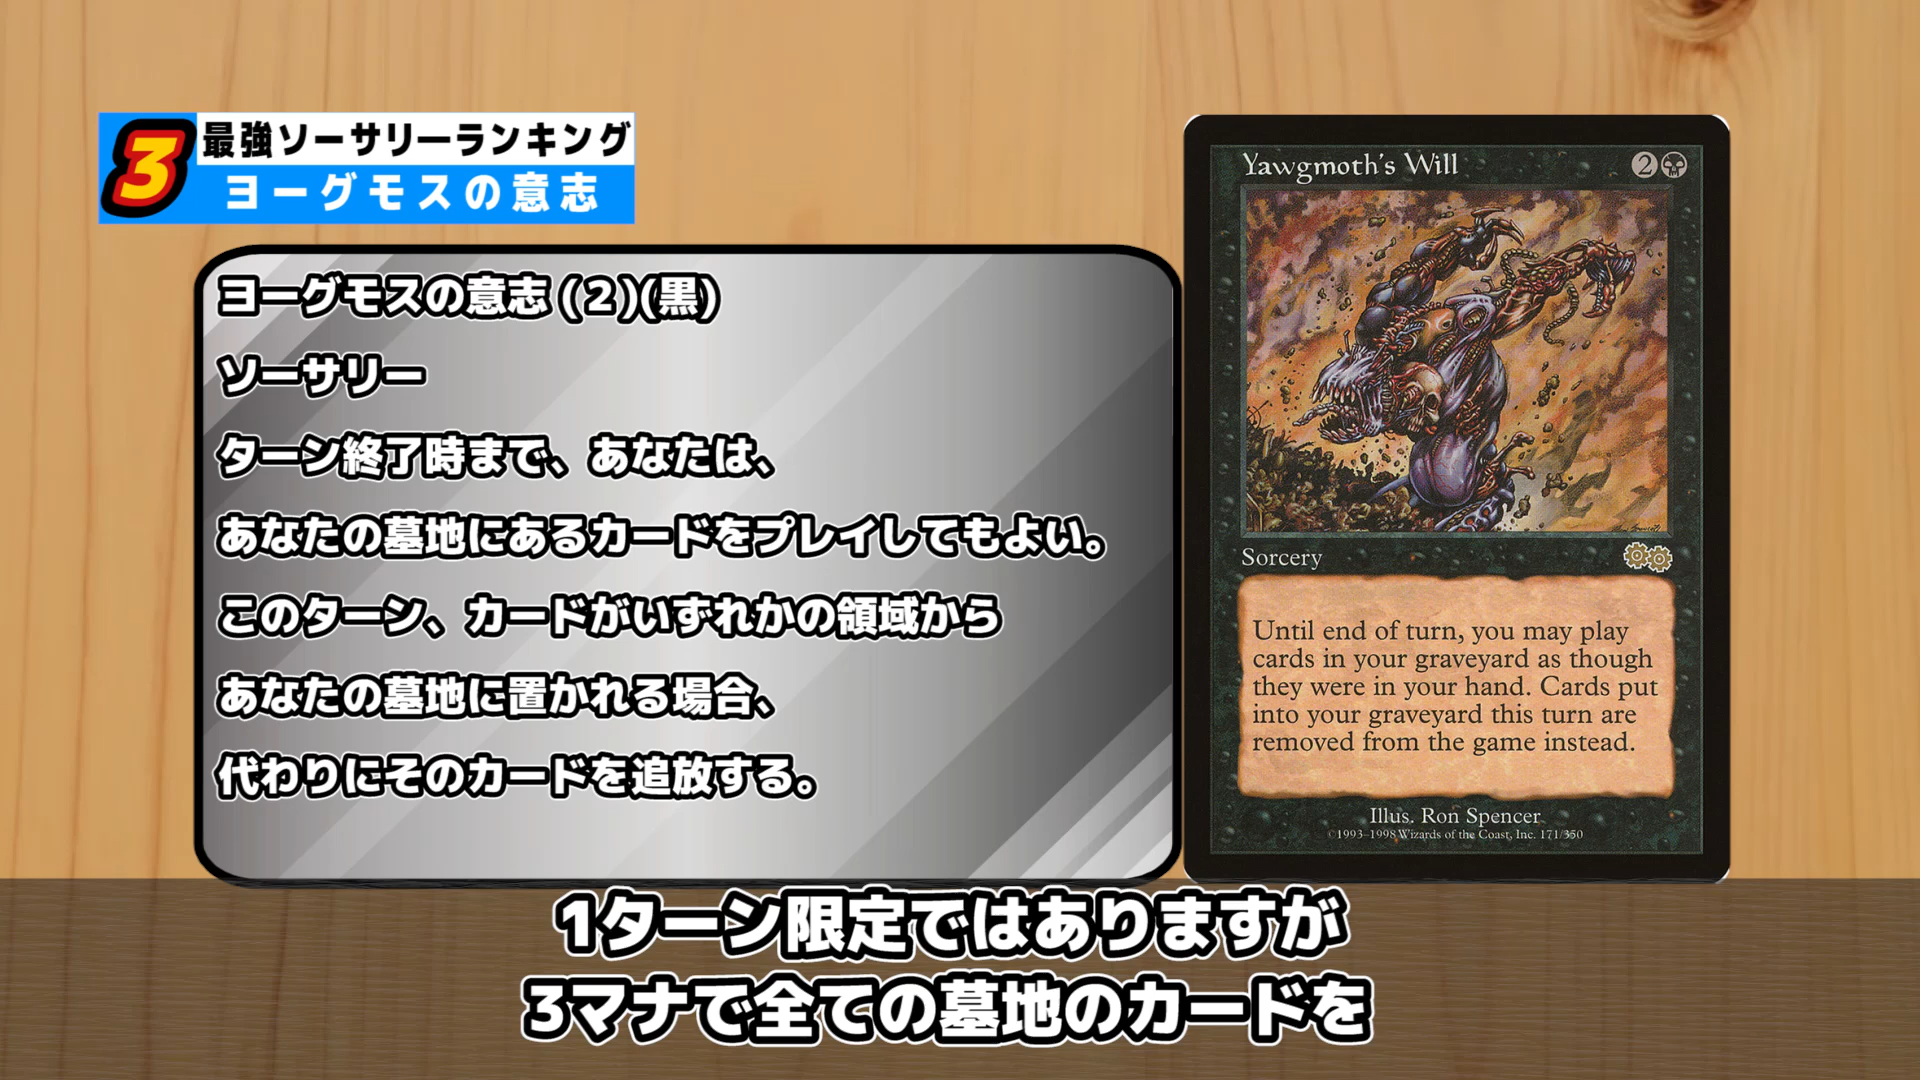 3
最強ソーサリーランキング
ヨーグモスの意志
ヨーグモスの意志(2)(黒)
ソーサリー
ターン終了時まで、あなたは、
あなたの墓地にあるカードをプレイしてもよい。
このターン、カードがいずれかの領域から
あなたの墓地に置かれる場合、
代わりにそのカードを追放する。
Yawgmoth's Will
2
Sorcery
Until end of turn, you may play
cards in your graveyard as though
they were in your hand. Cards put
into your graveyard this turn are
removed from the game instead.
Illus. Ron Spencer
©1993–1998 Wizards of the Coast, Inc. 171/350
1ターン限定ではありますが
3マナで全ての墓地のカードを